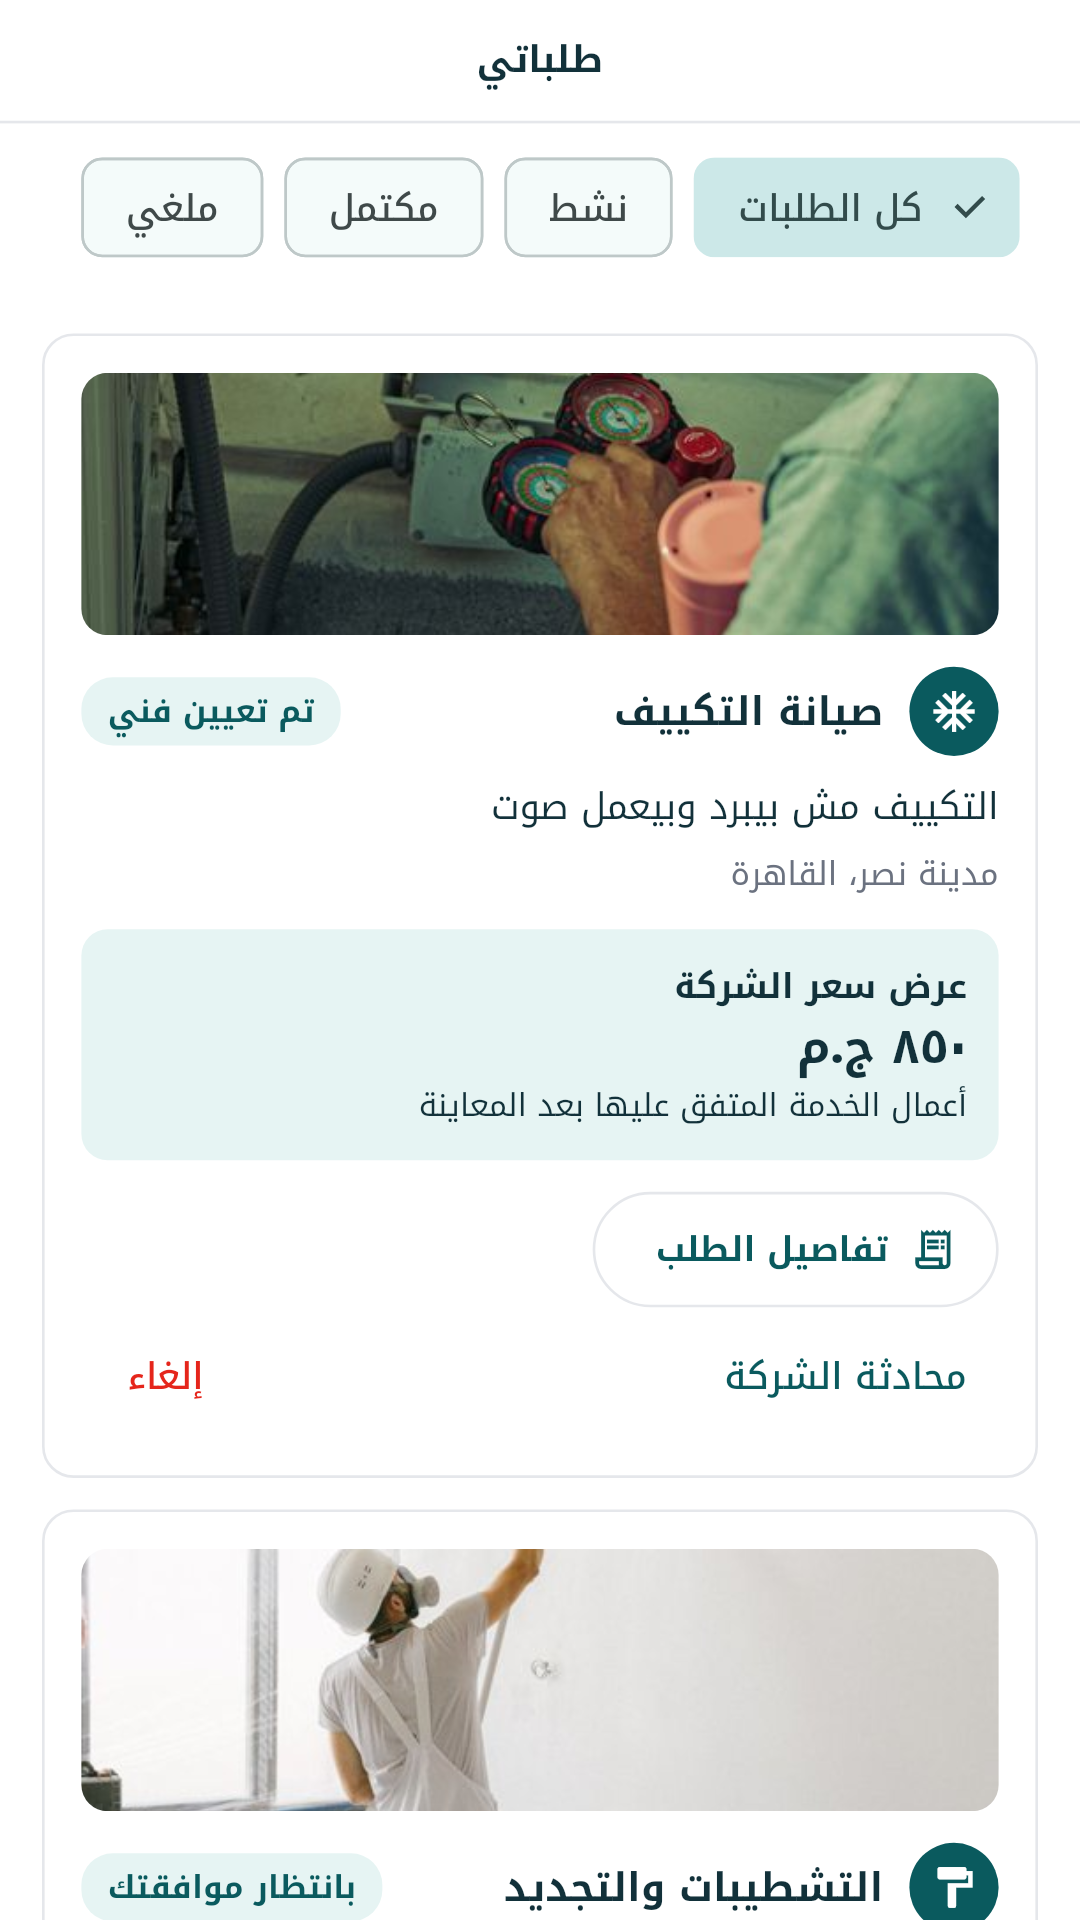 طلباتي
كل الطلبات
نشط
مكتمل
ملغي
صيانة التكييف
تم تعيين فني
التكييف مش بيبرد وبيعمل صوت
مدينة نصر، القاهرة
عرض سعر الشركة
٨٥٠ ج.م
أعمال الخدمة المتفق عليها بعد المعاينة
تفاصيل الطلب
محادثة الشركة
إلغاء
التشطيبات والتجديد
بانتظار موافقتك